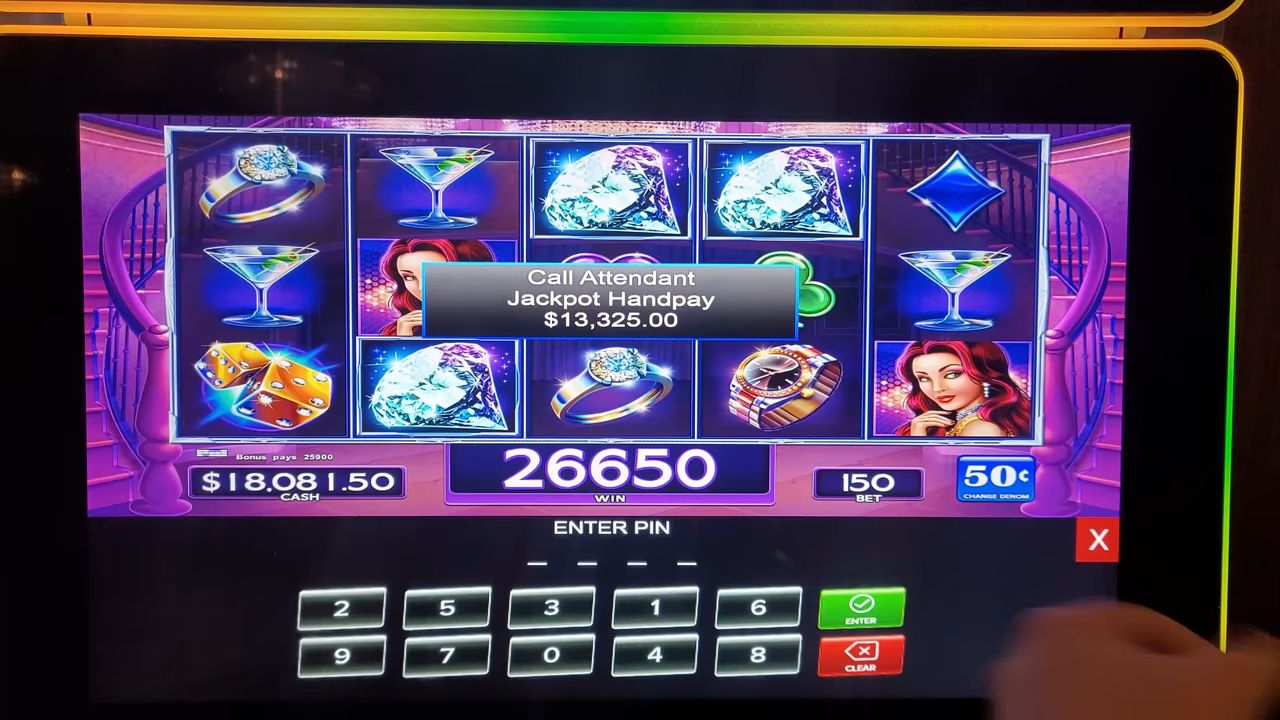 Call Attendant
Jackpot Handpay
$13,325.00
Bonus pays 25900
$18,081.50
CASH
26650
WIN
150
BET
50¢
CHANGE DENOM
ENTER PIN
X
2 5 3 1 6
ENTER
9 7 0 4 8
CLEAR